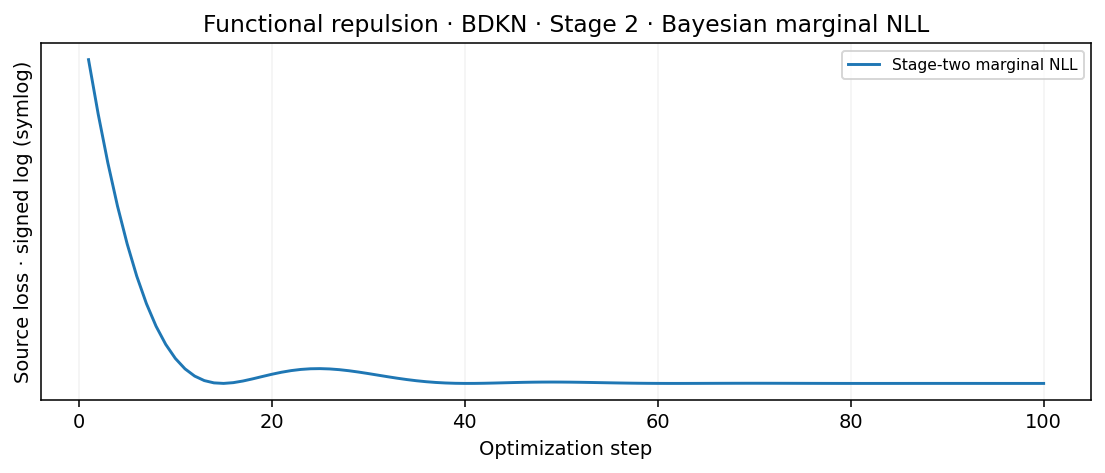 Functional repulsion · BDKN · Stage 2 · Bayesian marginal NLL
Stage-two marginal NLL
Source loss · signed log (symlog)
0 20 40 60 80 100
Optimization step